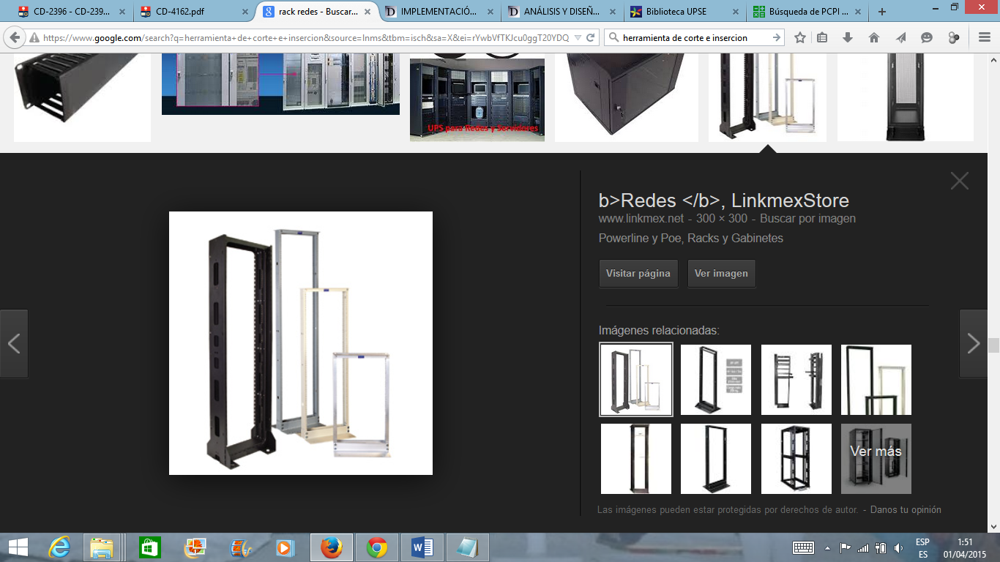 CD-2396 - CD-239...
CD-4162.pdf
rack redes - Buscar...
IMPLEMENTACIÓ...
ANÁLISIS Y DISEÑ...
Biblioteca UPSE
Búsqueda de PCPI ...
https://www.google.com/search?q=herramienta+de+corte+e+insercion&source=lnms&tbm=isch&sa=X&ei=rYwbVfTKJcu0ggT20YDQ
herramienta de corte e insercion
UPS para Redes y Servidores
b>Redes </b>, LinkmexStore
www.linkmex.net - 300 × 300 - Buscar por imagen
Powerline y Poe, Racks y Gabinetes
Visitar página
Ver imagen
Imágenes relacionadas:
Ver más
Las imágenes pueden estar protegidas por derechos de autor. - Danos tu opinión
ESP
ES
1:51
01/04/2015